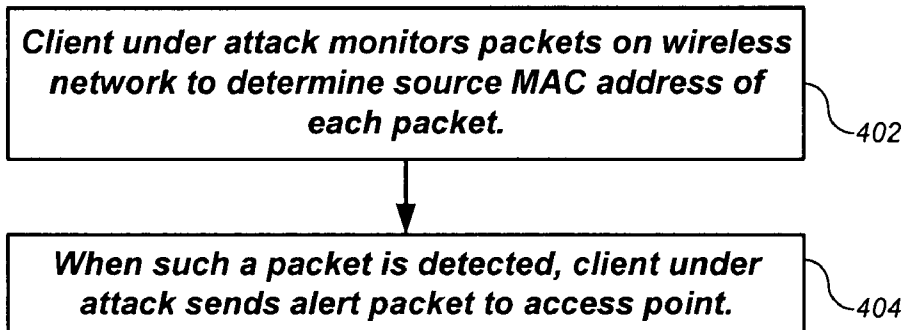 Client under attack monitors packets on wireless
network to determine source MAC address of
each packet.
402
When such a packet is detected, client under
attack sends alert packet to access point.
404